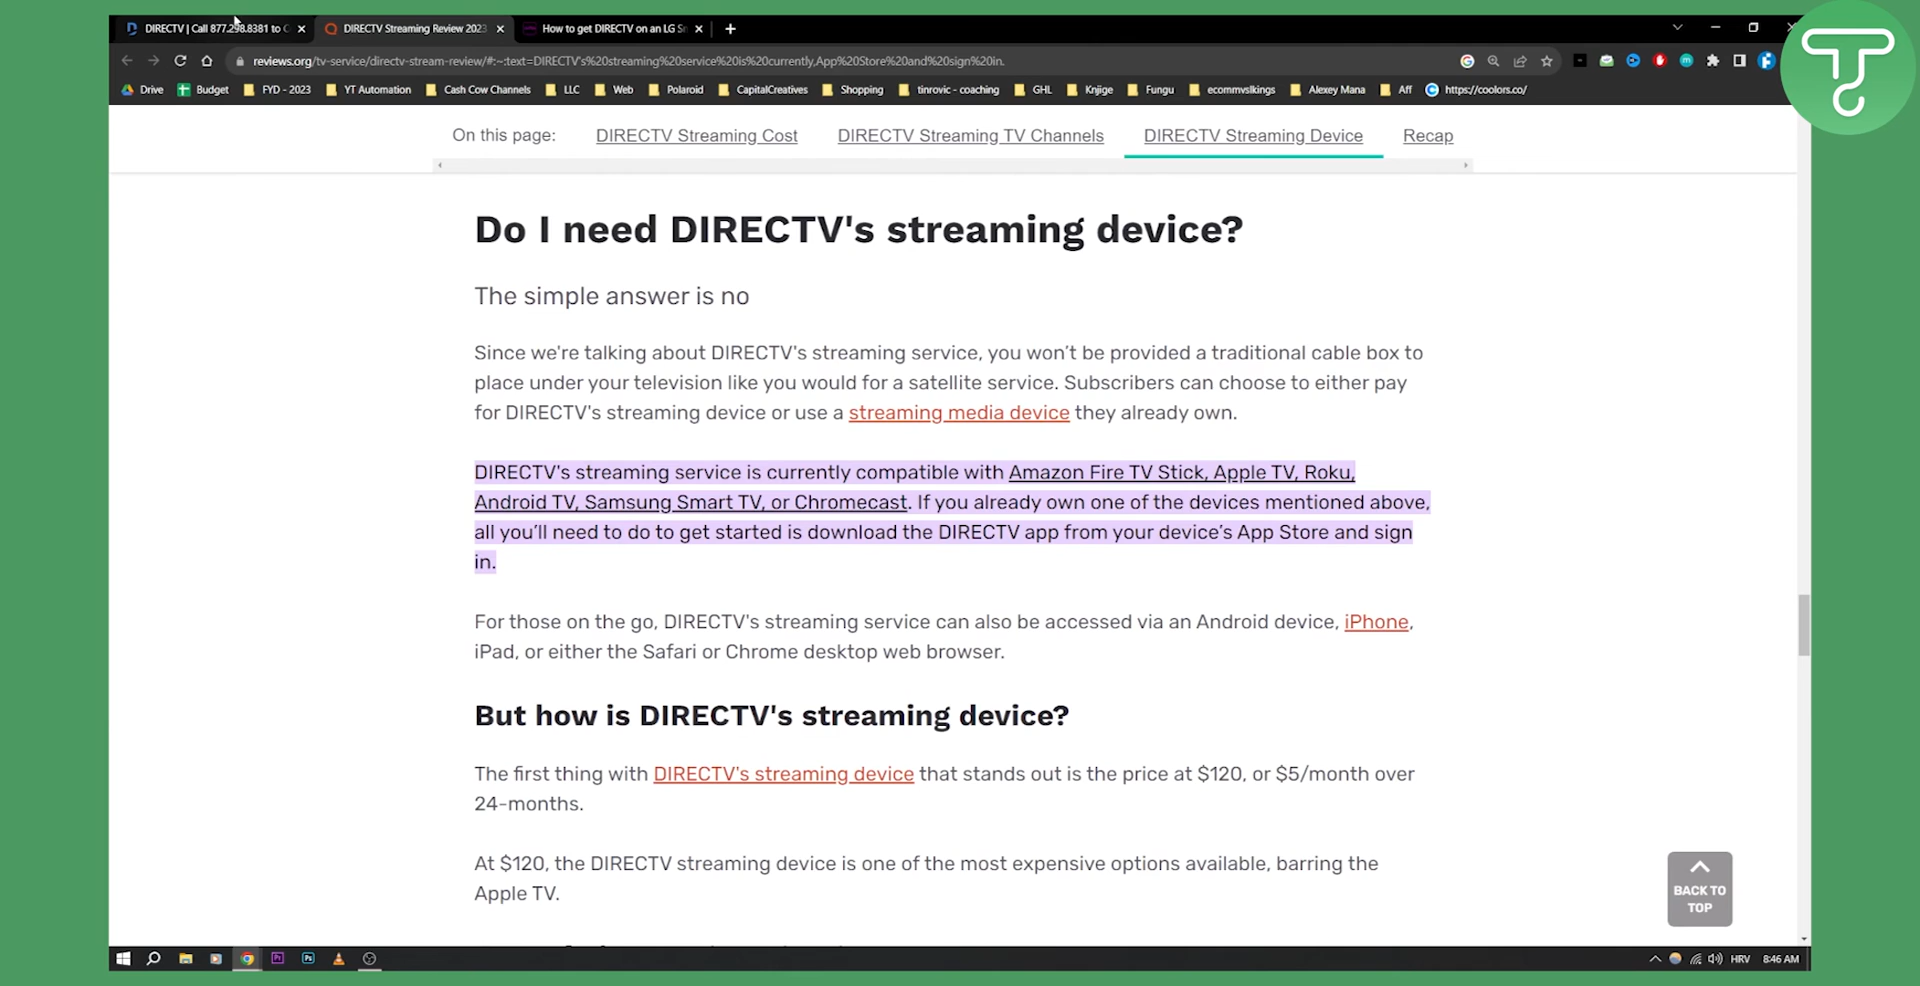 DIRECTV | Call 877.298.8381 to
DIRECTV Streaming Review 2023
How to get DIRECTV on an LG S
reviews.org/tv-service/directv-stream-review/#:~:text=DIRECTV's%20streaming%20service%20is%20currently,App%20Store%20and%20sign%20in.
Drive Budget FYD - 2023 YT Automation Cash Cow Channels LLC Web Polaroid CapitalCreatives Shopping tinrovic - coaching GHL Knjige Fungu ecommvslkings Alexey Mana Aff https://coolors.co/
On this page: DIRECTV Streaming Cost DIRECTV Streaming TV Channels DIRECTV Streaming Device Recap
Do I need DIRECTV's streaming device?
The simple answer is no
Since we're talking about DIRECTV's streaming service, you won't be provided a traditional cable box to
place under your television like you would for a satellite service. Subscribers can choose to either pay
for DIRECTV's streaming device or use a streaming media device they already own.
DIRECTV's streaming service is currently compatible with Amazon Fire TV Stick, Apple TV, Roku,
Android TV, Samsung Smart TV, or Chromecast. If you already own one of the devices mentioned above,
all you'll need to do to get started is download the DIRECTV app from your device's App Store and sign
in.
For those on the go, DIRECTV's streaming service can also be accessed via an Android device, iPhone,
iPad, or either the Safari or Chrome desktop web browser.
But how is DIRECTV's streaming device?
The first thing with DIRECTV's streaming device that stands out is the price at $120, or $5/month over
24-months.
At $120, the DIRECTV streaming device is one of the most expensive options available, barring the
Apple TV.
BACK TO
TOP
HRV 8:46 AM